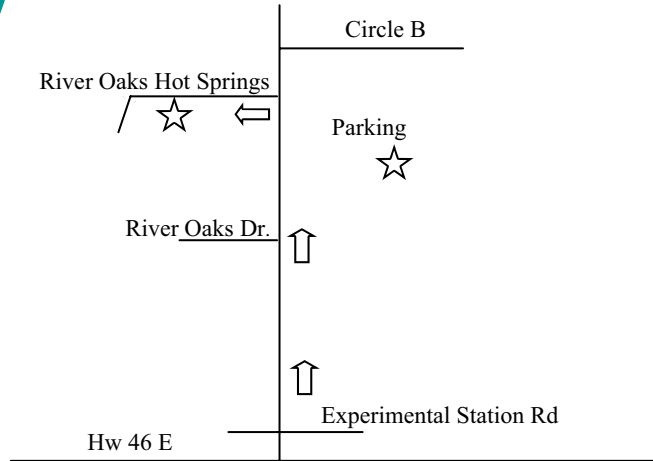 Circle B
River Oaks Hot Springs
Parking
River Oaks Dr.
Experimental Station Rd
Hw 46 E